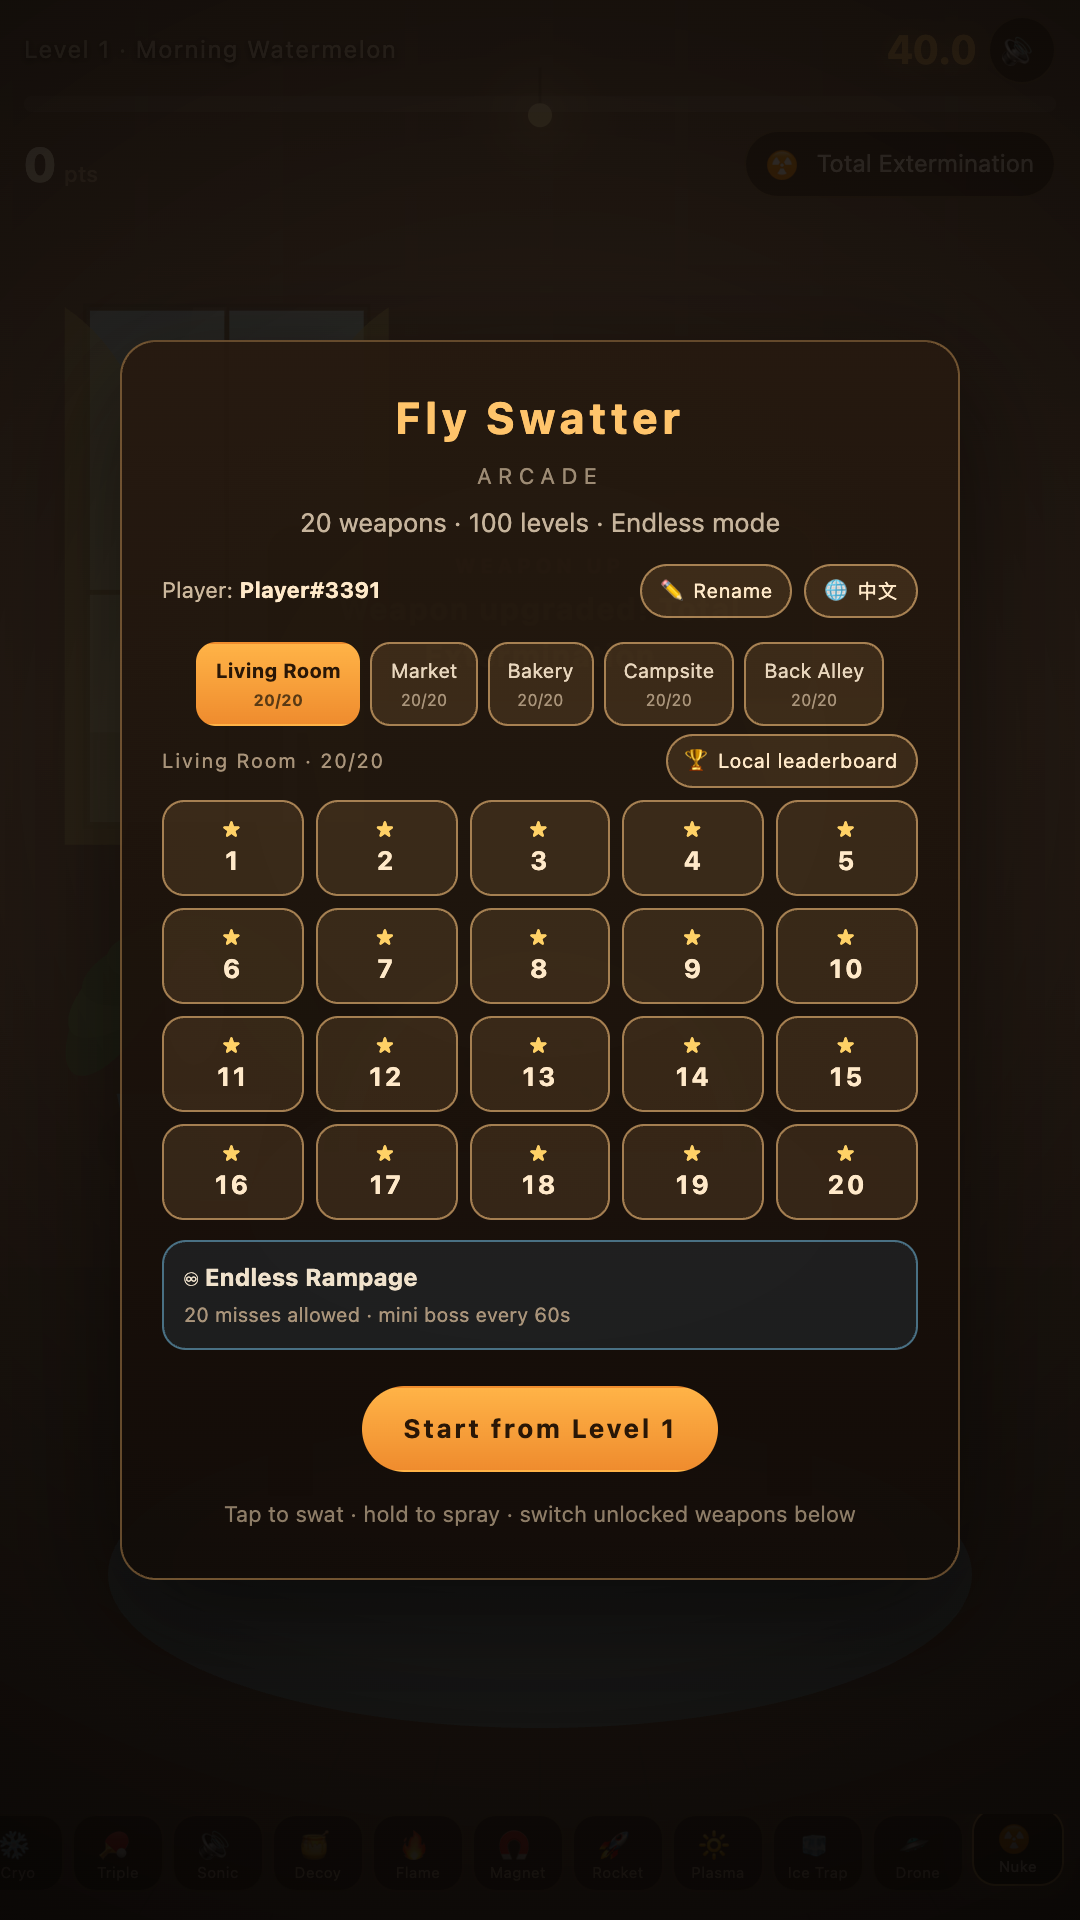 Level 1 · Morning Watermelon
40.0
0 pts
Total Extermination
Fly Swatter
ARCADE
20 weapons · 100 levels · Endless mode
Player: Player#3391
Rename
中文
Living Room
20/20
Market
20/20
Bakery
20/20
Campsite
20/20
Back Alley
20/20
Living Room · 20/20
Local leaderboard
1
2
3
4
5
6
7
8
9
10
11
12
13
14
15
16
17
18
19
20
Endless Rampage
20 misses allowed · mini boss every 60s
Start from Level 1
Tap to swat · hold to spray · switch unlocked weapons below
Cryo
Triple
Sonic
Decoy
Flame
Magnet
Rocket
Plasma
Ice Trap
Drone
Nuke